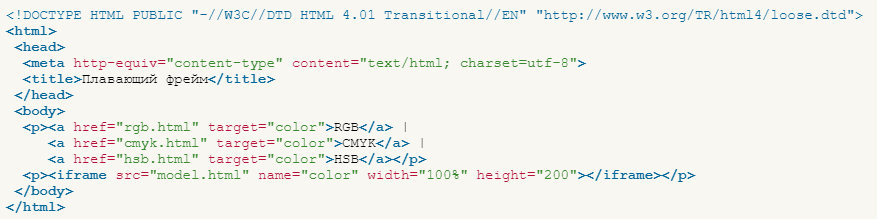 <!DOCTYPE HTML PUBLIC "-//W3C//DTD HTML 4.01 Transitional//EN" "http://www.w3.org/TR/html4/loose.dtd">
<html>
 <head>
  <meta http-equiv="content-type" content="text/html; charset=utf-8">
  <title>Плавающий фрейм</title>
 </head>
 <body>
  <p><a href="rgb.html" target="color">RGB</a> |
     <a href="cmyk.html" target="color">CMYK</a> |
     <a href="hsb.html" target="color">HSB</a></p>
  <p><iframe src="model.html" name="color" width="100%" height="200"></iframe></p>
 </body>
</html>